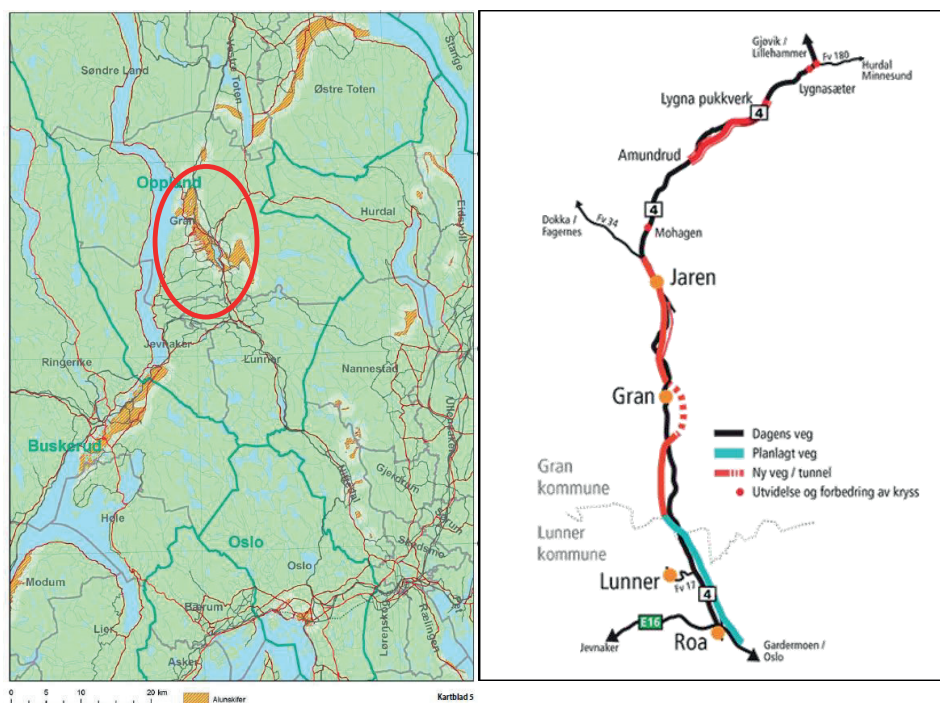 Søndre Land
Vestre Toten
Stange
Østre Toten
Oppland
Gran
Hurdal
Eidsvoll
Jevnaker
Lunner
Ringerike
Nannestad
Ullensaker
Buskerud
Gjerdrum
Nittedal
Sørum
Hole
Oslo
Skedsmo
Oslo
Modum
Bærum
Lørenskog
Rælingen
Fet
Lier
Asker
0 5 10 20 km
Alunskifer
Kartblad 5
Gjøvik /
Lillehammer
Fv 180
Hurdal
Minnesund
Lygnasæter
Lygna pukkverk
4
Amundrud
4
Dokka /
Fagernes
Fv 34
Mohagen
Jaren
Gran
Dagens veg
Planlagt veg
Ny veg / tunnel
Utvidelse og forbedring av kryss
Gran
kommune
Lunner
kommune
Lunner
Fv 17
4
E16
Roa
Jevnaker
Gardermoen /
Oslo